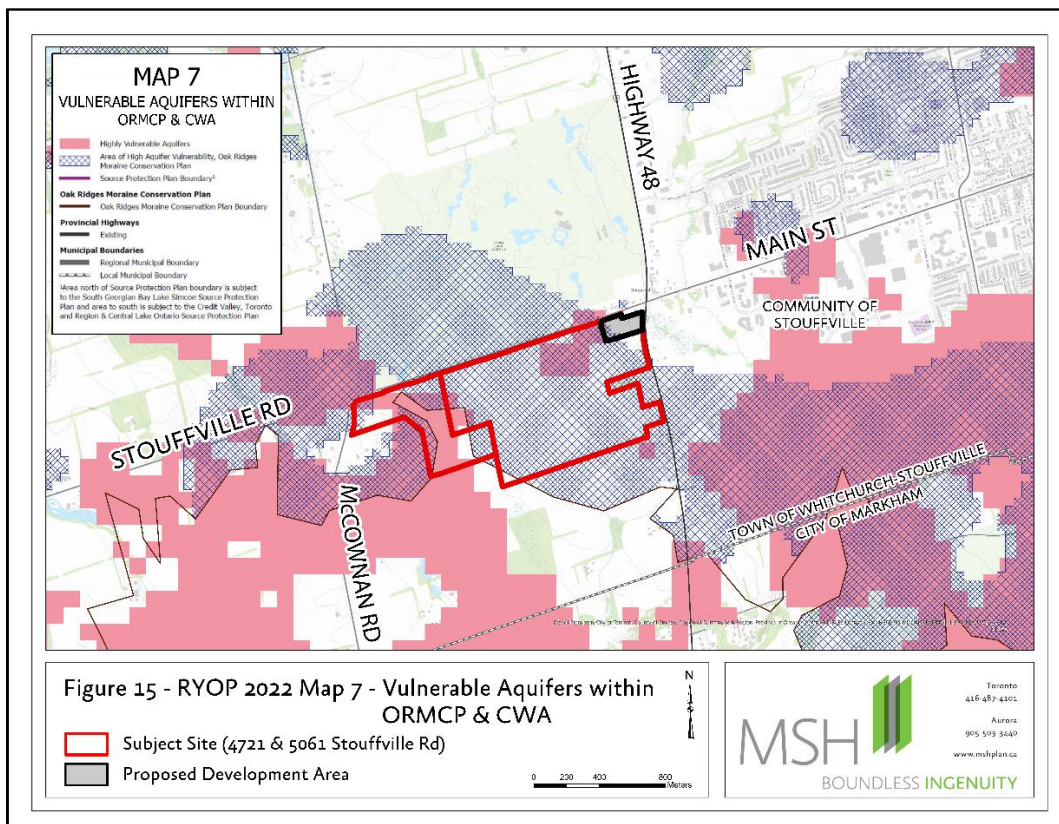 MAP 7
VULNERABLE AQUIFERS WITHIN
ORMCP & CWA
Highly Vulnerable Aquifers
Area of High Aquifer Vulnerability, Oak Ridges
Moraine Conservation Plan
Source Protection Plan Boundary¹
Oak Ridges Moraine Conservation Plan
Oak Ridges Moraine Conservation Plan Boundary
Provincial Highways
Existing
Municipal Boundaries
Regional Municipal Boundary
Local Municipal Boundary
¹Area north of Source Protection Plan boundary is subject
to the South Georgian Bay Lake Simcoe Source Protection
Plan and area to south is subject to the Credit Valley, Toronto
and Region & Central Lake Ontario Source Protection Plan
HIGHWAY 48
MAIN ST
COMMUNITY OF
STOUFFVILLE
STOUFFVILLE RD
McCOWNAN RD
TOWN OF WHITCHURCH-STOUFFVILLE
CITY OF MARKHAM
Figure 15 - RYOP 2022 Map 7 - Vulnerable Aquifers within
ORMCP & CWA
N
Subject Site (4721 & 5061 Stouffville Rd)
Proposed Development Area
0 200 400 800
Meters
MSH
BOUNDLESS INGENUITY
Toronto
416-487-4101
Aurora
905 503-3440
www.mshplan.ca